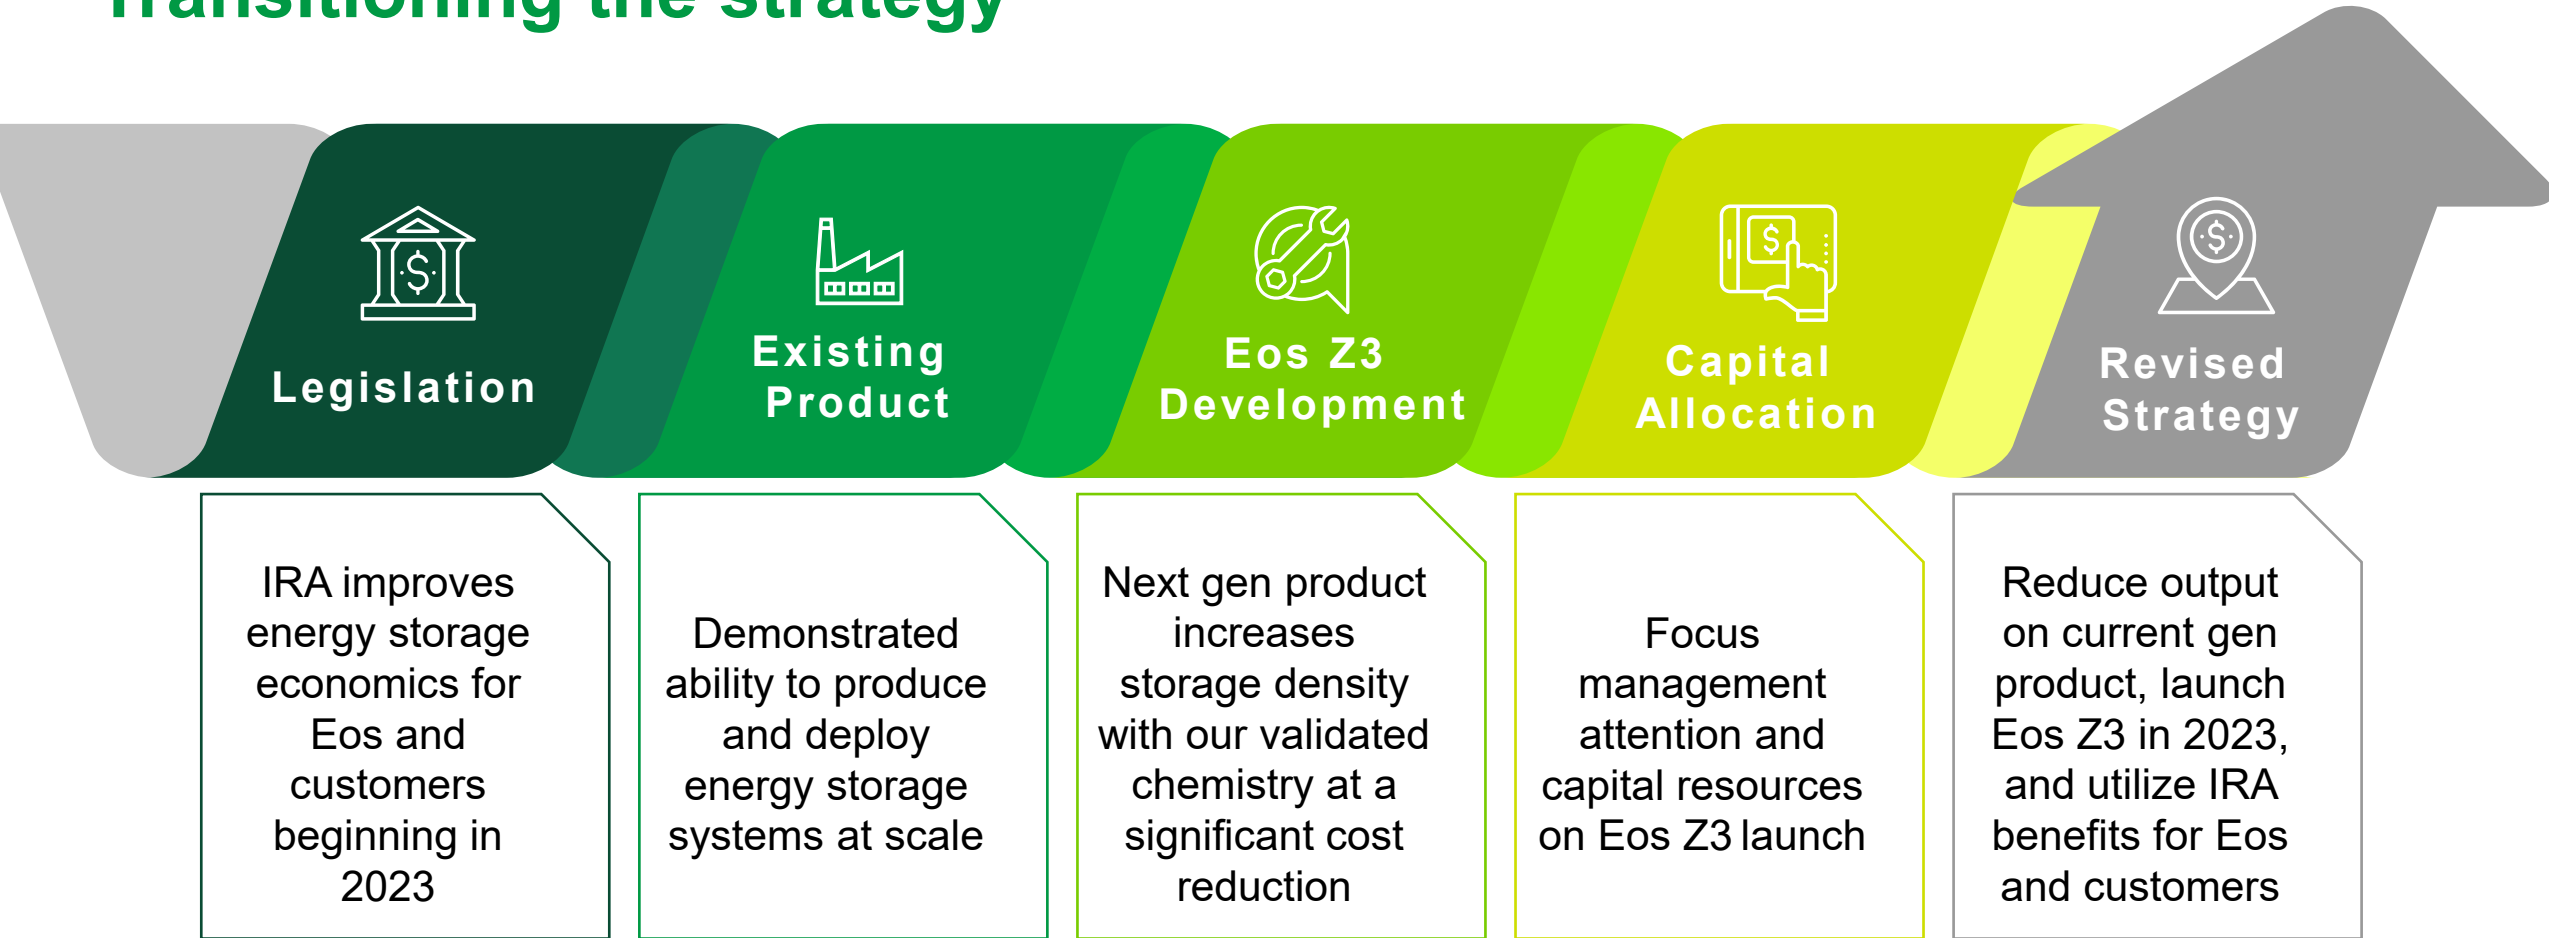 Transitioning the strategy
Legislation
Existing
Product
Eos Z3
Development
Capital
Allocation
Revised
Strategy
IRA improves
energy storage
economics for
Eos and
customers
beginning in
2023
Demonstrated
ability to produce
and deploy
energy storage
systems at scale
Next gen product
increases
storage density
with our validated
chemistry at a
significant cost
reduction
Focus
management
attention and
capital resources
on Eos Z3 launch
Reduce output
on current gen
product, launch
Eos Z3 in 2023,
and utilize IRA
benefits for Eos
and customers